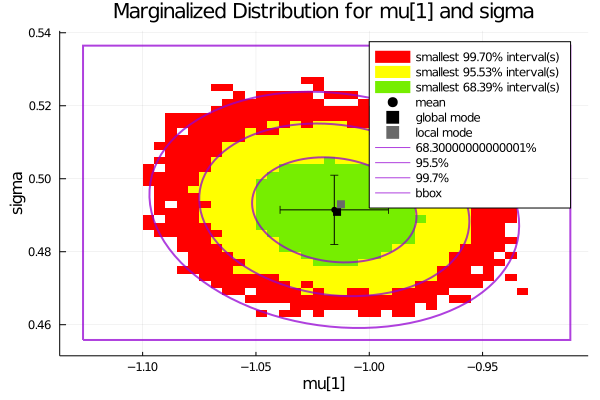 Marginalized Distribution for mu[1] and sigma
0.54
0.52
0.50
0.48
0.46
sigma
smallest 99.70% interval(s)
smallest 95.53% interval(s)
smallest 68.39% interval(s)
mean
global mode
local mode
68.30000000000001%
95.5%
99.7%
bbox
−1.10 −1.05 −1.00 −0.95
mu[1]